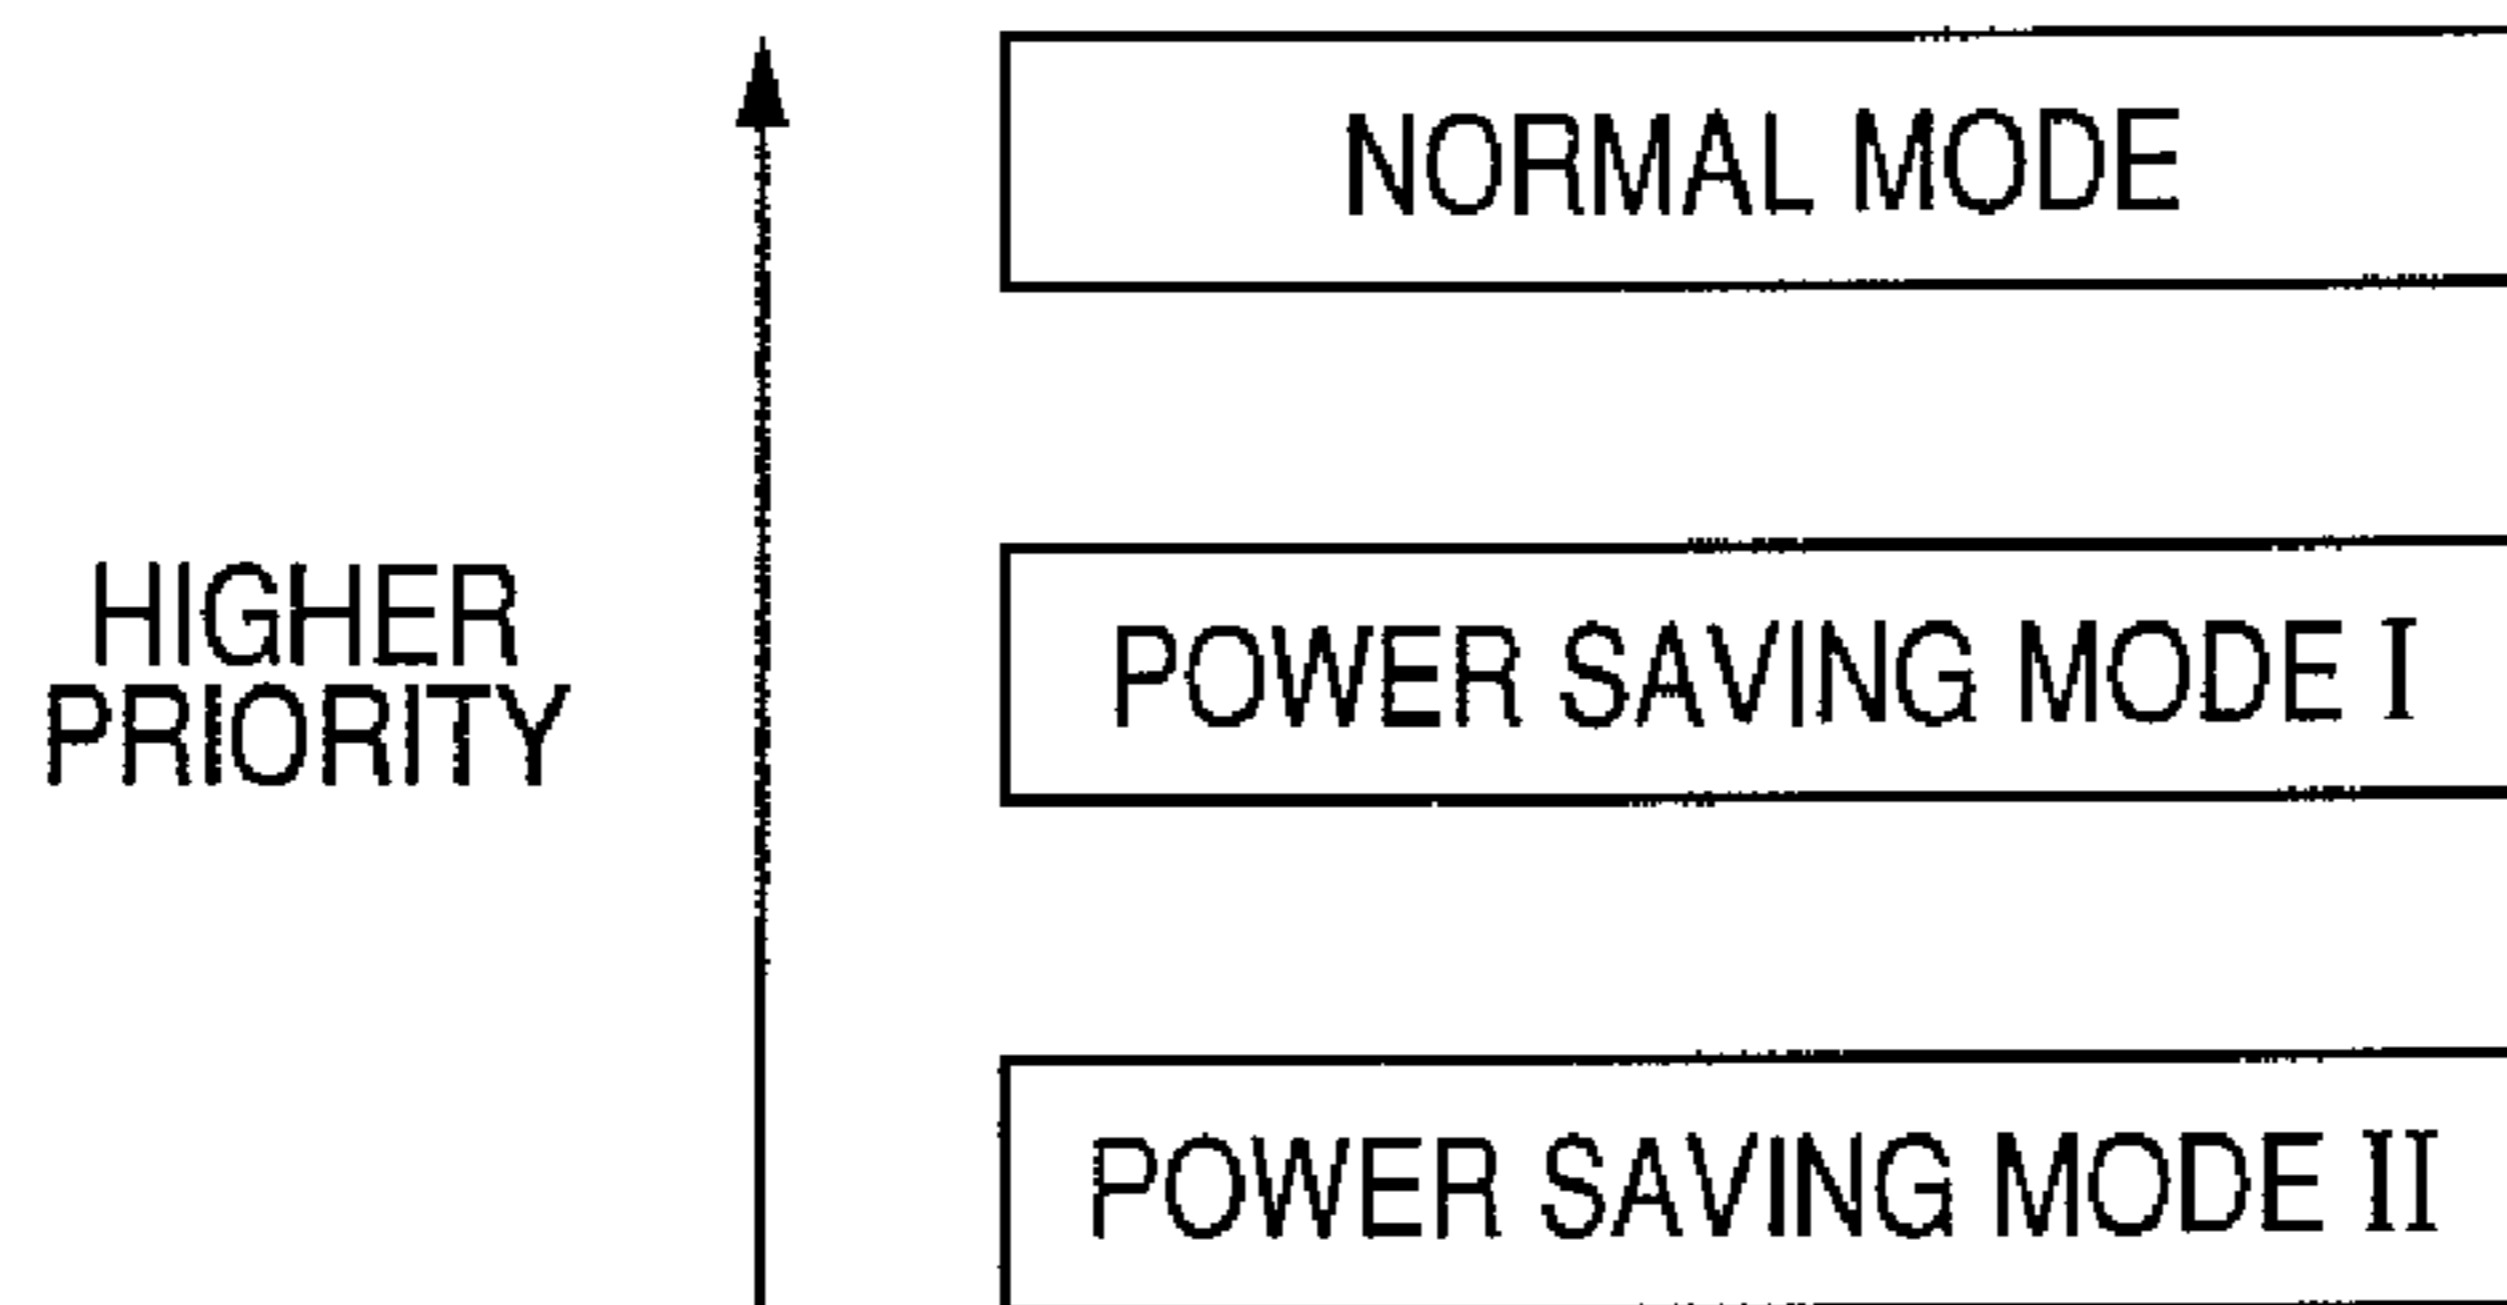 NORMAL MODE
HIGHER
PRIORITY
POWER SAVING MODE I
POWER SAVING MODE II